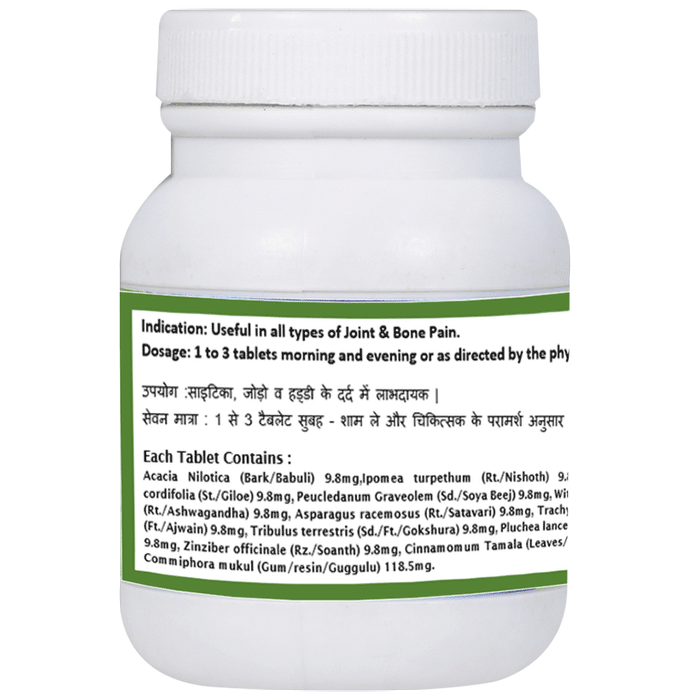 Indication: Useful in all types of Joint & Bone Pain.
Dosage: 1 to 3 tablets morning and evening or as directed by the
उपयोग :साइटिका, जोड़ो व हड्डी के दर्द में लाभदायक |
सेवन मात्रा : 1 से 3 टैबलेट सुबह - शाम ले और चिकित्सक के परामर्श अनुसार
Each Tablet Contains :
Acacia Nilotica (Bark/Babuli) 9.8mg,Ipomea turpethum (Rt./Nishoth)
cordifolia (St./Giloe) 9.8mg, Peucledanum Graveolem (Sd./Soya Beej) 9.8mg,
(Rt./Ashwagandha) 9.8mg, Asparagus racemosus (Rt./Satavari) 9.8mg,
(Ft./Ajwain) 9.8mg, Tribulus terrestris (Sd./Ft./Gokshura) 9.8mg, Pluchea
9.8mg, Zinziber officinale (Rz./Soanth) 9.8mg, Cinnamomum Tamala (Leaves/
Commiphora mukul (Gum/resin/Guggulu) 118.5mg.